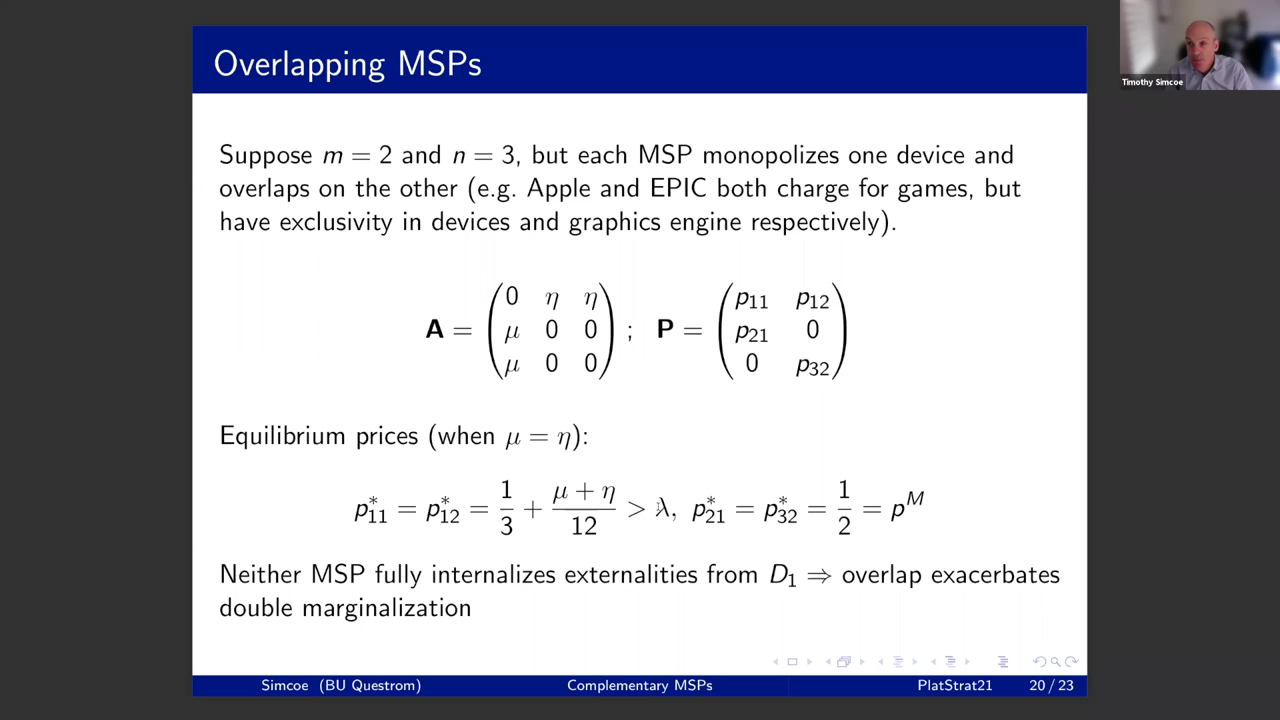 Timothy Simcoe
Overlapping MSPs
Suppose m = 2 and n = 3, but each MSP monopolizes one device and
overlaps on the other (e.g. Apple and EPIC both charge for games, but
have exclusivity in devices and graphics engine respectively).
A = (0 η η; μ 0 0; μ 0 0) ; P = (p₁₁ p₁₂; p₂₁ 0; 0 p₃₂)
Equilibrium prices (when μ = η):
p*₁₁ = p*₁₂ = 1/3 + (μ + η)/12 > λ, p*₂₁ = p*₃₂ = 1/2 = pᴹ
Neither MSP fully internalizes externalities from D₁ ⇒ overlap exacerbates
double marginalization
Simcoe (BU Questrom) Complementary MSPs PlatStrat21 20 / 23